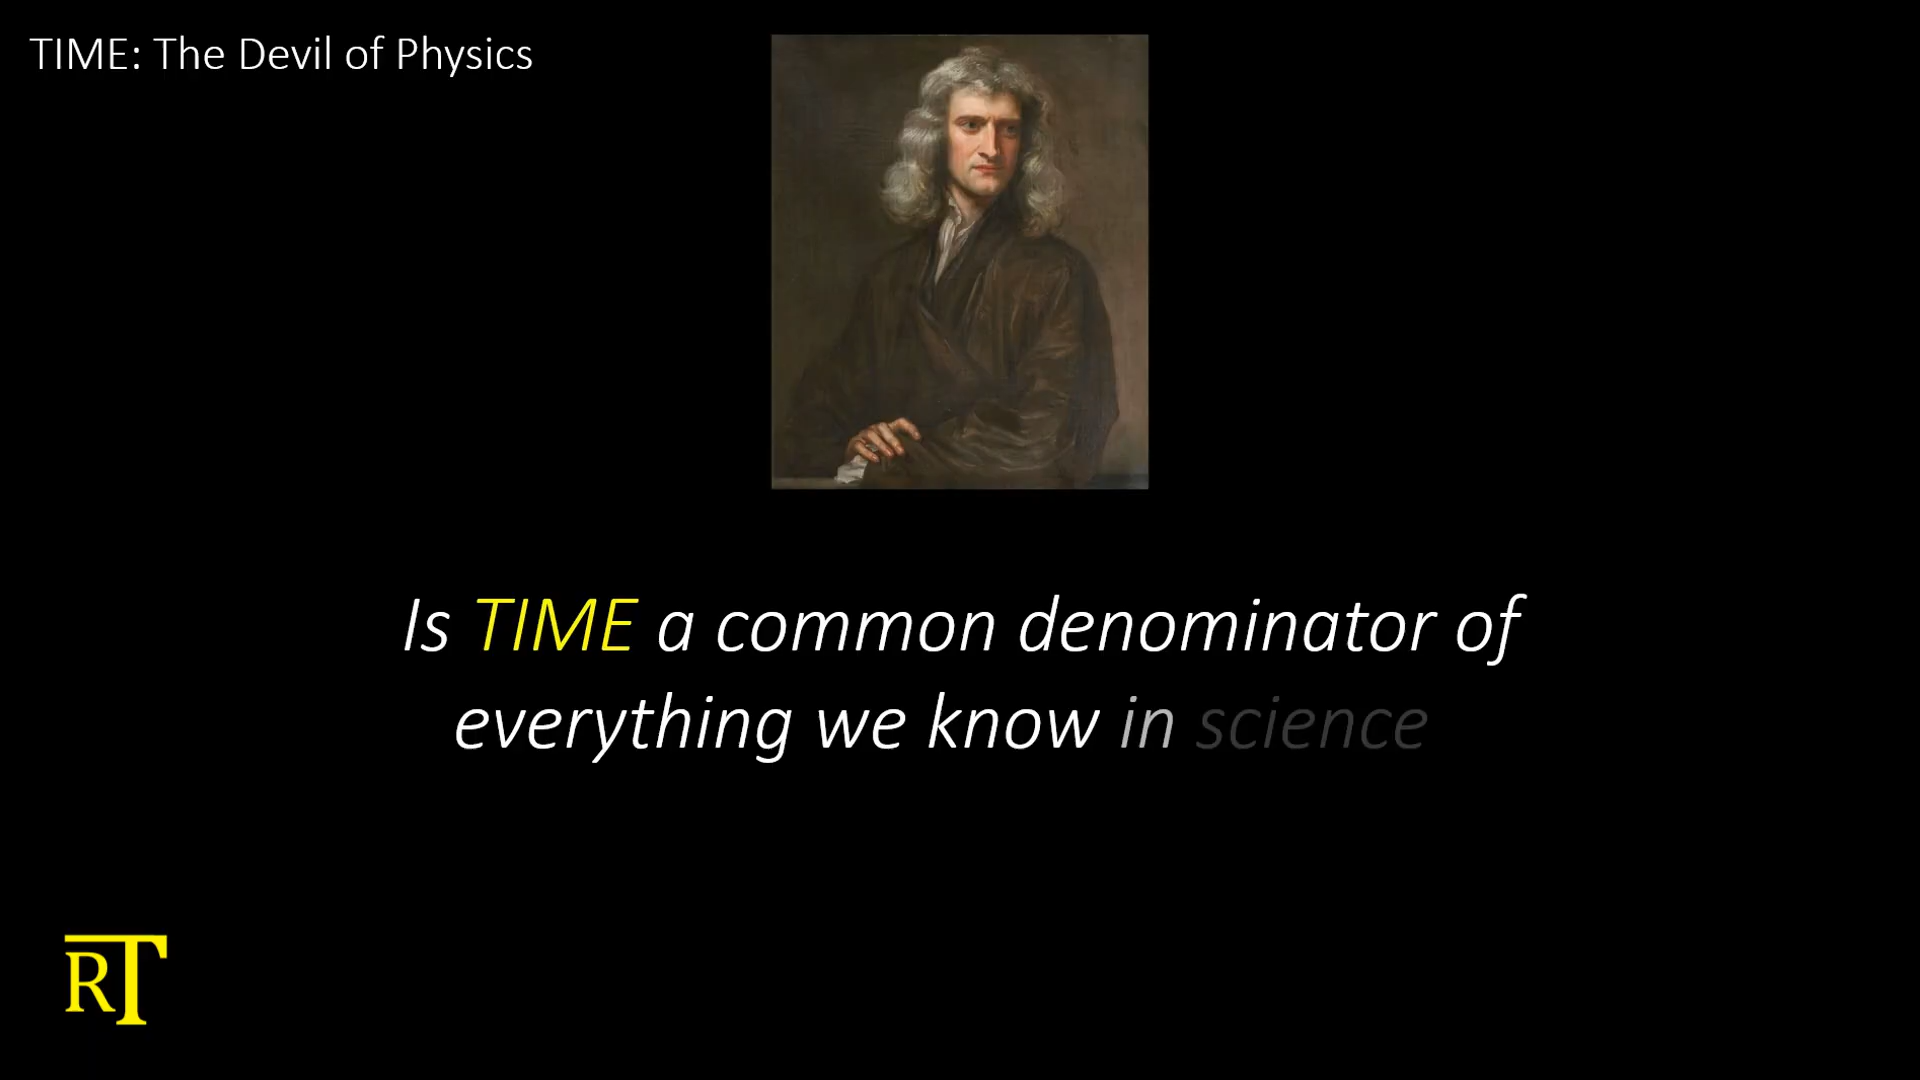 TIME: The Devil of Physics
Is TIME a common denominator of
everything we know in science
RT